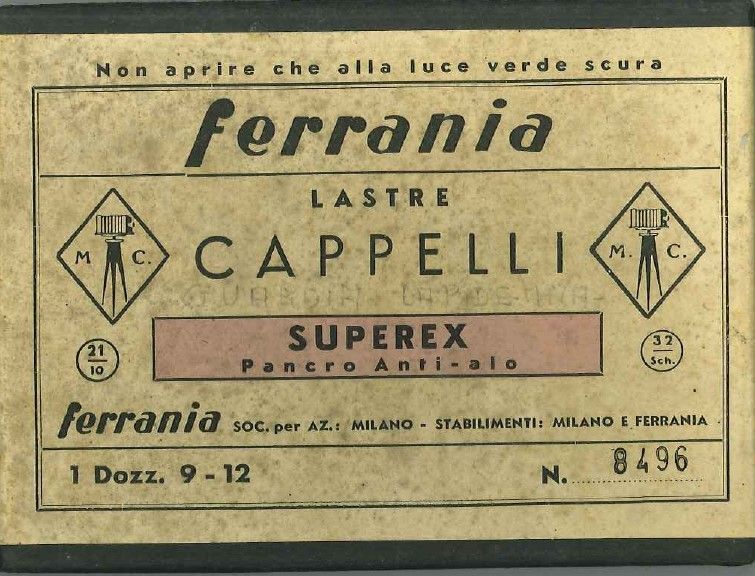 Non aprire che alla luce verde scura
ferrania
LASTRE
M C.
CAPPELLI
M. C.
SUPEREX
Pancro Anti-alo
21/10
32 Sch.
ferrania SOC. per AZ.: MILANO - STABILIMENTI: MILANO E FERRANIA
1 Dozz. 9-12
N. 8496